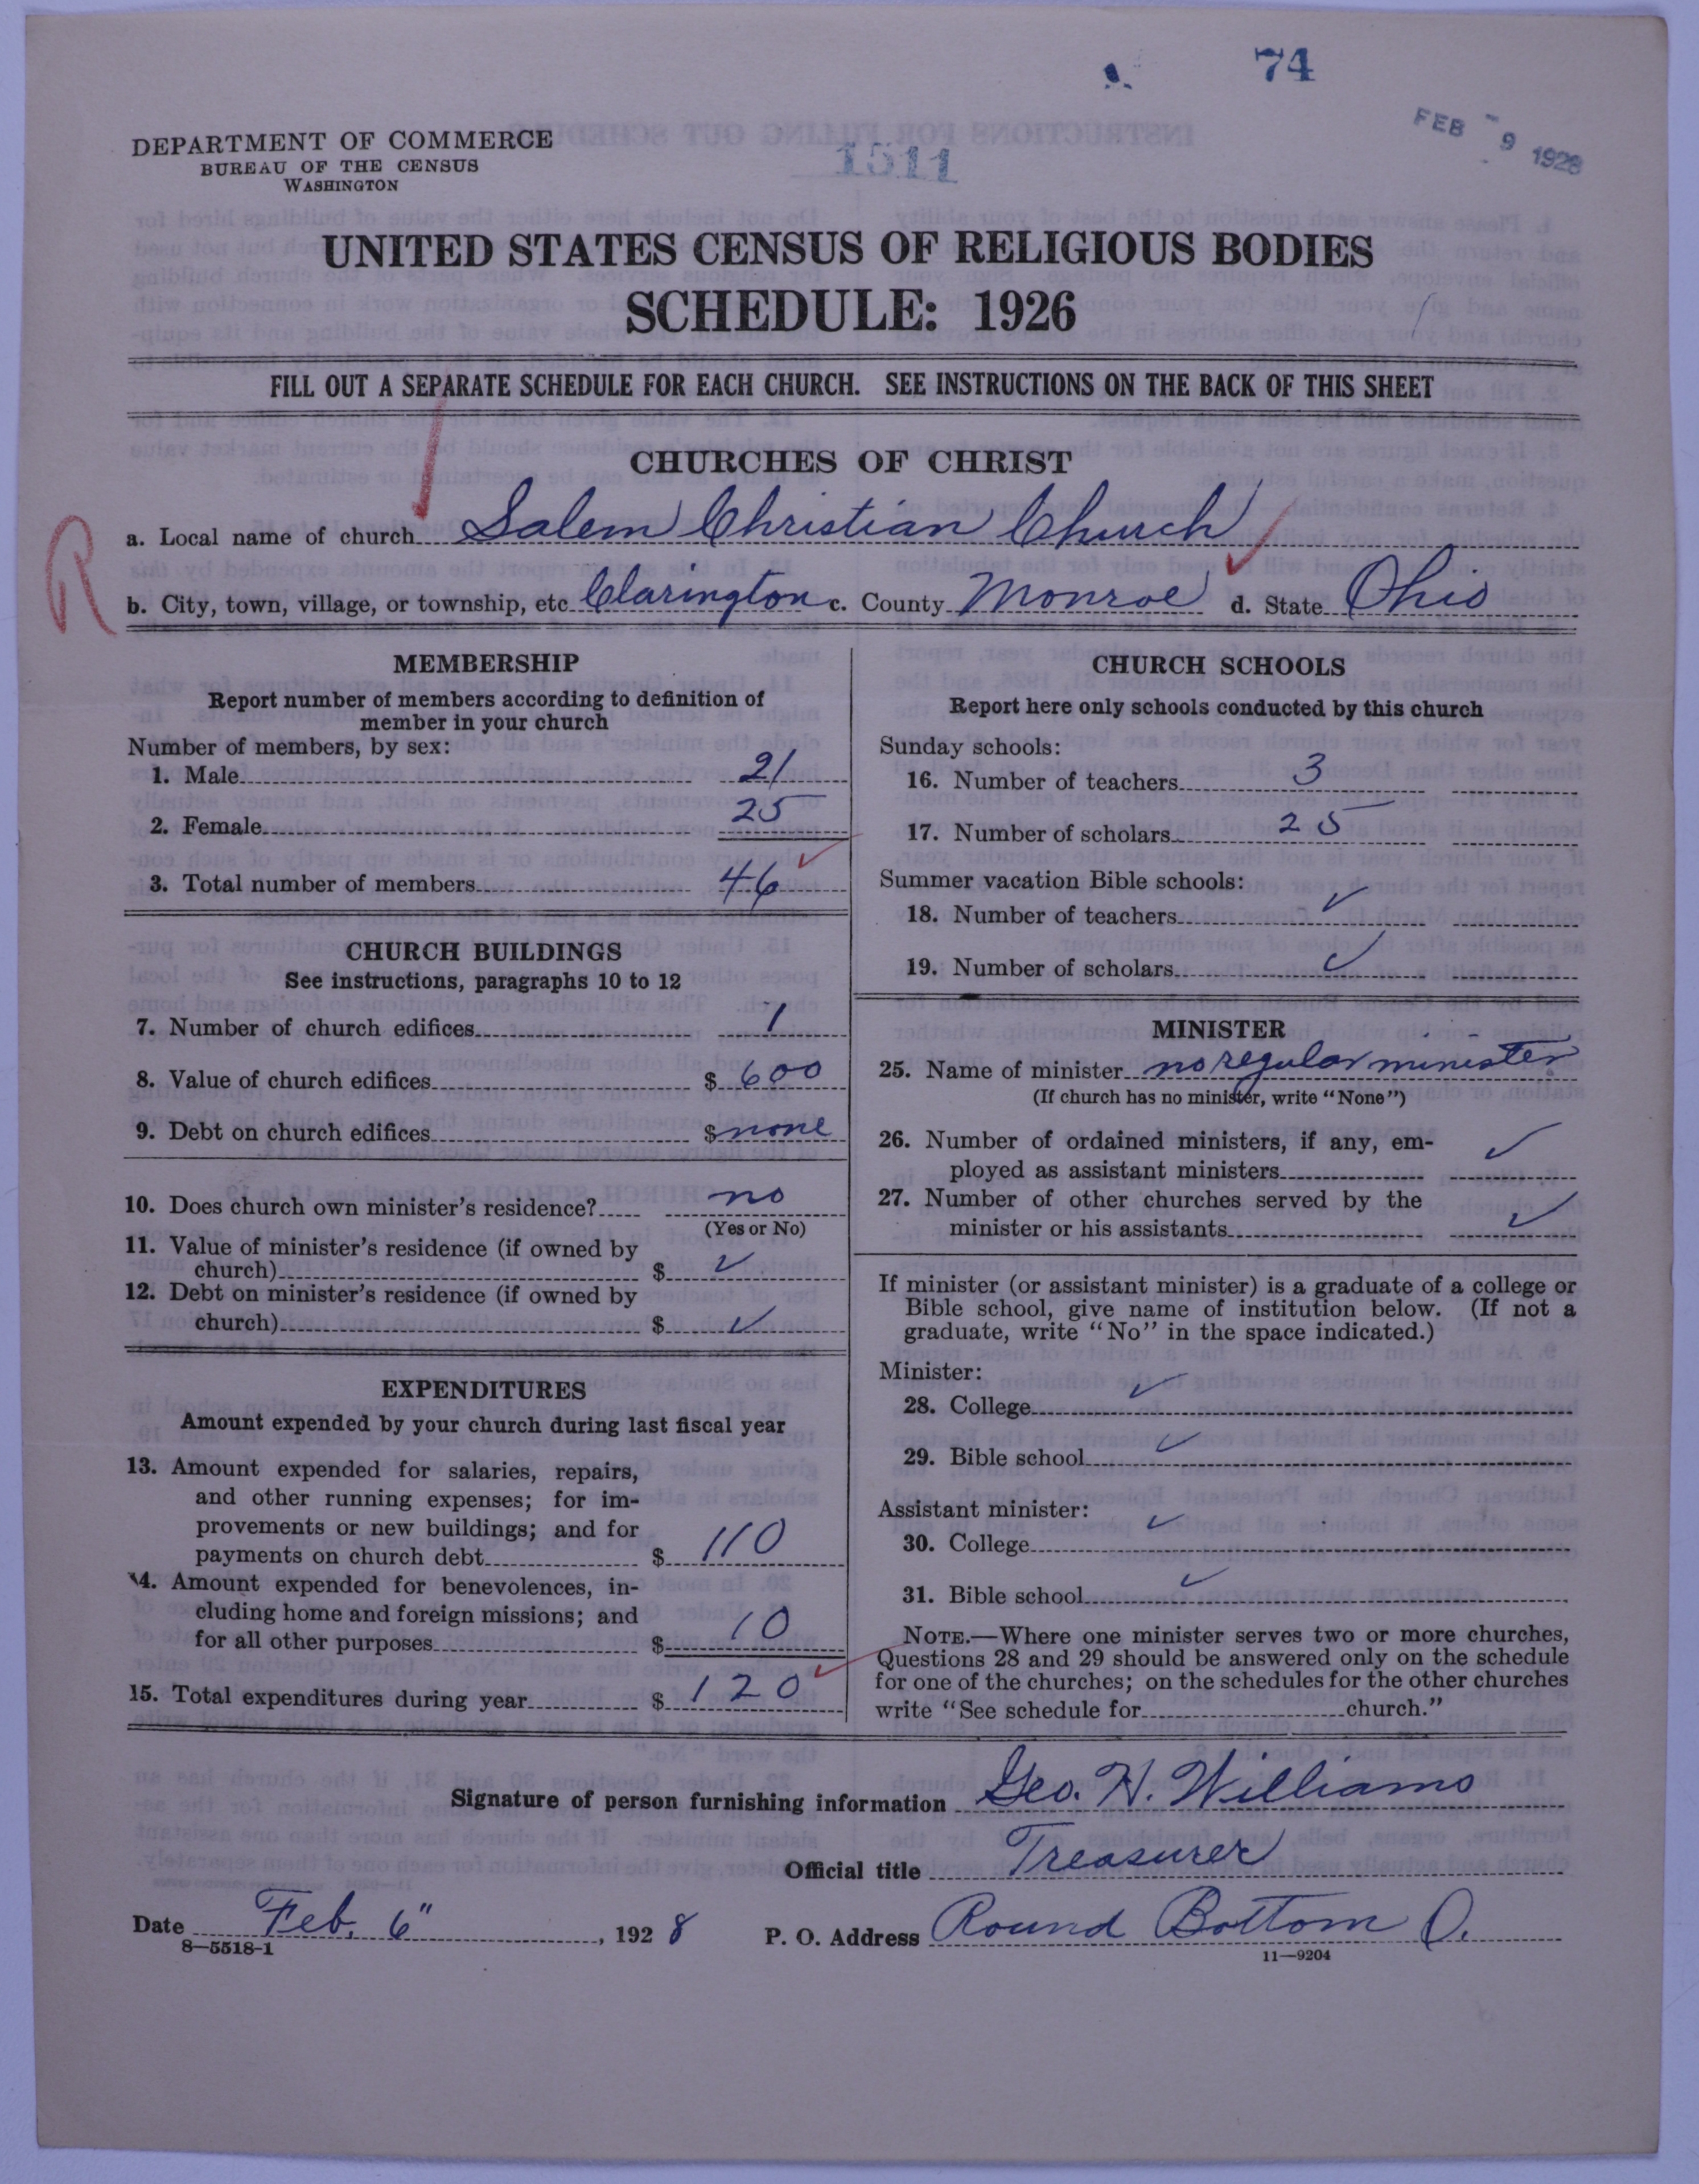 74
FEB - 9 1928
DEPARTMENT OF COMMERCE
BUREAU OF THE CENSUS
WASHINGTON
1511
UNITED STATES CENSUS OF RELIGIOUS BODIES
SCHEDULE: 1926
FILL OUT A SEPARATE SCHEDULE FOR EACH CHURCH. SEE INSTRUCTIONS ON THE BACK OF THIS SHEET
CHURCHES OF CHRIST
R
a. Local name of church Salem Christian Church
b. City, town, village, or township, etc Clarington c. County Monroe d. State Ohio
MEMBERSHIP
Report number of members according to definition of
member in your church
Number of members, by sex:
1. Male 21
2. Female 25
3. Total number of members 46 ✓
CHURCH BUILDINGS
See instructions, paragraphs 10 to 12
7. Number of church edifices 1
8. Value of church edifices $ 600
9. Debt on church edifices $ none
10. Does church own minister's residence? no
(Yes or No)
11. Value of minister's residence (if owned by
church) $ ✓
12. Debt on minister's residence (if owned by
church) $ ✓
EXPENDITURES
Amount expended by your church during last fiscal year
13. Amount expended for salaries, repairs,
and other running expenses; for im-
provements or new buildings; and for
payments on church debt $ 110
14. Amount expended for benevolences, in-
cluding home and foreign missions; and
for all other purposes $ 10
15. Total expenditures during year $ 120 ✓
CHURCH SCHOOLS
Report here only schools conducted by this church
Sunday schools:
16. Number of teachers 3
17. Number of scholars 25
Summer vacation Bible schools:
18. Number of teachers ✓
19. Number of scholars ✓
MINISTER
25. Name of minister no regular minister
(If church has no minister, write "None")
26. Number of ordained ministers, if any, em-
ployed as assistant ministers ✓
27. Number of other churches served by the
minister or his assistants ✓
If minister (or assistant minister) is a graduate of a college or
Bible school, give name of institution below. (If not a
graduate, write "No" in the space indicated.)
Minister:
28. College ✓
29. Bible school ✓
Assistant minister:
30. College ✓
31. Bible school ✓
NOTE.—Where one minister serves two or more churches,
Questions 28 and 29 should be answered only on the schedule
for one of the churches; on the schedules for the other churches
write "See schedule for church."
Signature of person furnishing information Geo. H. Williams
Official title Treasurer
Date Feb. 6", 1928 P. O. Address Round Bottom O.
8—5518-1
11—9204